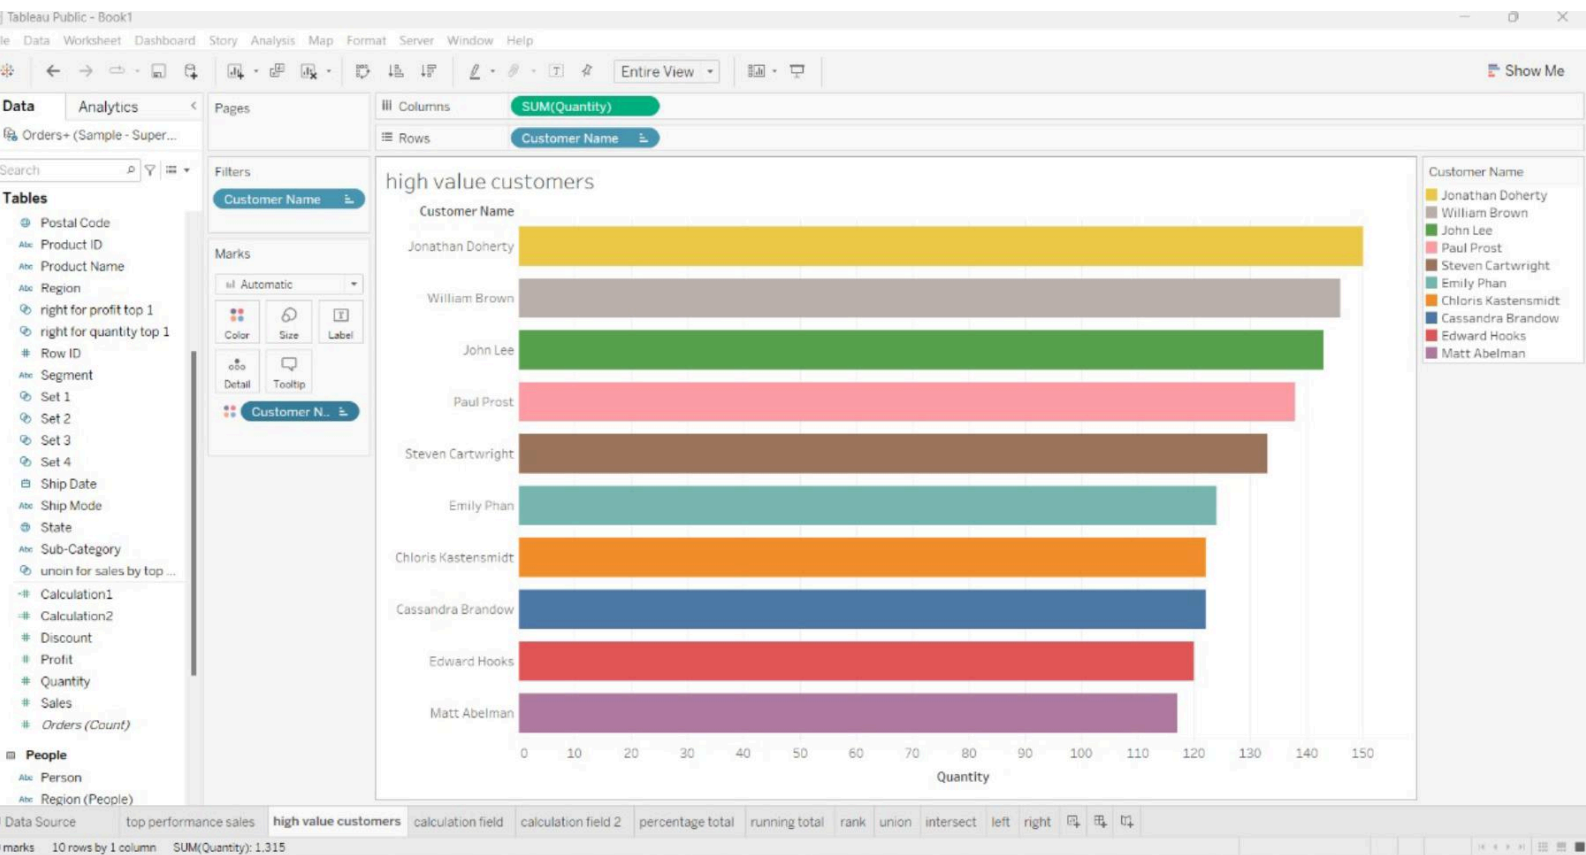 Tableau Public - Book1
Data Worksheet Dashboard Story Analysis Map Format Server Window Help
Entire View
Show Me
Data Analytics
Orders+ (Sample - Super...
Search
Tables
Postal Code
Abc Product ID
Abc Product Name
Abc Region
right for profit top 1
right for quantity top 1
# Row ID
Abc Segment
Set 1
Set 2
Set 3
Set 4
Ship Date
Abc Ship Mode
State
Abc Sub-Category
unoin for sales by top ...
=# Calculation1
=# Calculation2
# Discount
# Profit
# Quantity
# Sales
# Orders (Count)
People
Abc Person
Abc Region (People)
Pages
Filters
Customer Name
Marks
Automatic
Color Size Label
Detail Tooltip
Customer N..
Columns SUM(Quantity)
Rows Customer Name
high value customers
Customer Name
Jonathan Doherty
William Brown
John Lee
Paul Prost
Steven Cartwright
Emily Phan
Chloris Kastensmidt
Cassandra Brandow
Edward Hooks
Matt Abelman
0 10 20 30 40 50 60 70 80 90 100 110 120 130 140 150
Quantity
Customer Name
Jonathan Doherty
William Brown
John Lee
Paul Prost
Steven Cartwright
Emily Phan
Chloris Kastensmidt
Cassandra Brandow
Edward Hooks
Matt Abelman
Data Source top performance sales high value customers calculation field calculation field 2 percentage total running total rank union intersect left right
marks 10 rows by 1 column SUM(Quantity): 1,315